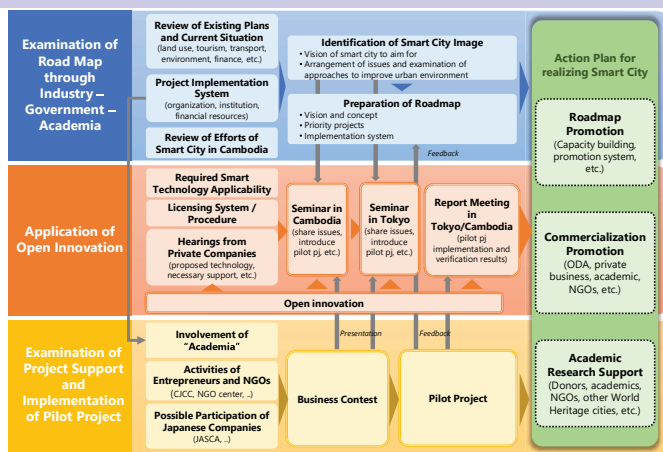 Examination of
Road Map
through
Industry –
Government –
Academia
Review of Existing Plans
and Current Situation
(land use, tourism, transport,
environment, finance, etc.)
Project Implementation
System
(organization, institution,
financial resources)
Review of Efforts of
Smart City in Cambodia
Identification of Smart City Image
• Vision of smart city to aim for
• Arrangement of issues and examination of
approaches to improve urban environment
Preparation of Roadmap
• Vision and concept
• Priority projects
• Implementation system
Feedback
Application of
Open Innovation
Required Smart
Technology Applicability
Licensing System /
Procedure
Hearings from
Private Companies
(proposed technology,
necessary support, etc.)
Seminar in
Cambodia
(share issues,
introduce
pilot pj, etc.)
Seminar
in Tokyo
(share issues,
introduce
pilot pj, etc.)
Report Meeting
in
Tokyo/Cambodia
(pilot pj
implementation and
verification results)
Open innovation
Examination of
Project Support
and
Implementation
of Pilot Project
Involvement of
“Academia”
Activities of
Entrepreneurs and NGOs
(CJCC, NGO center, ..)
Possible Participation of
Japanese Companies
(JASCA, ..)
Presentation
Feedback
Business Contest
Pilot Project
Action Plan for
realizing Smart City
Roadmap
Promotion
(Capacity building,
promotion system,
etc.)
Commercialization
Promotion
(ODA, private
business, academic,
NGOs, etc.)
Academic
Research Support
(Donors, academics,
NGOs, other World
Heritage cities, etc.)